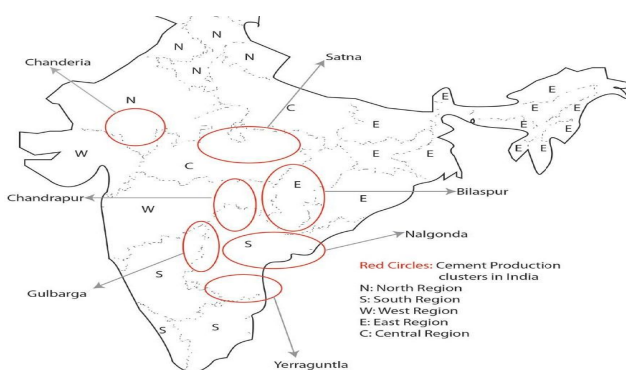 N
N
N
N
N
Satna
Chanderia
N
C
E
E
E
E
E
E
E
E
E
E
W
C
Chandrapur
E
Bilaspur
W
E
S
Nalgonda
Red Circles: Cement Production
clusters in India
Gulbarga
S
N: North Region
S: South Region
W: West Region
E: East Region
C: Central Region
S
S
Yerraguntla